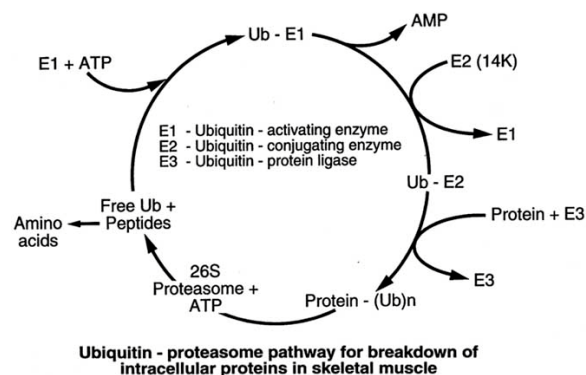 Ub - E1
AMP
E1 + ATP
E2 (14K)
E1 - Ubiquitin - activating enzyme
E2 - Ubiquitin - conjugating enzyme
E3 - Ubiquitin - protein ligase
E1
Ub - E2
Free Ub +
Peptides
Amino
acids
Protein + E3
E3
26S
Proteasome +
ATP
Protein - (Ub)n
Ubiquitin - proteasome pathway for breakdown of
intracellular proteins in skeletal muscle